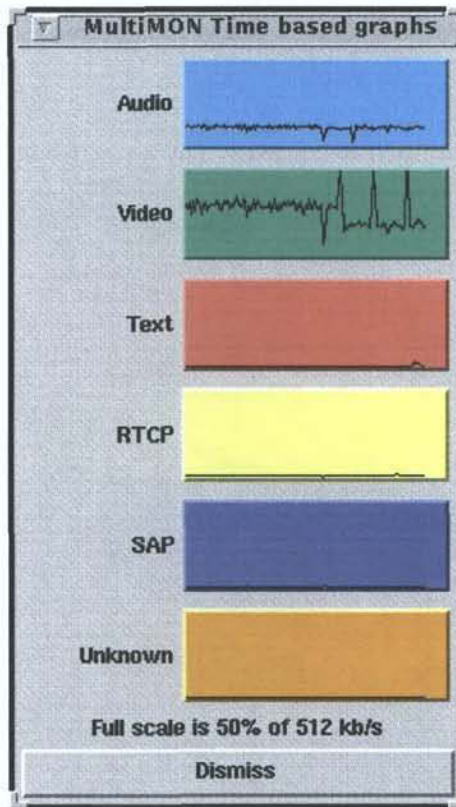 MultiMON Time based graphs
Audio
Video
Text
RTCP
SAP
Unknown
Full scale is 50% of 512 kb/s
Dismiss